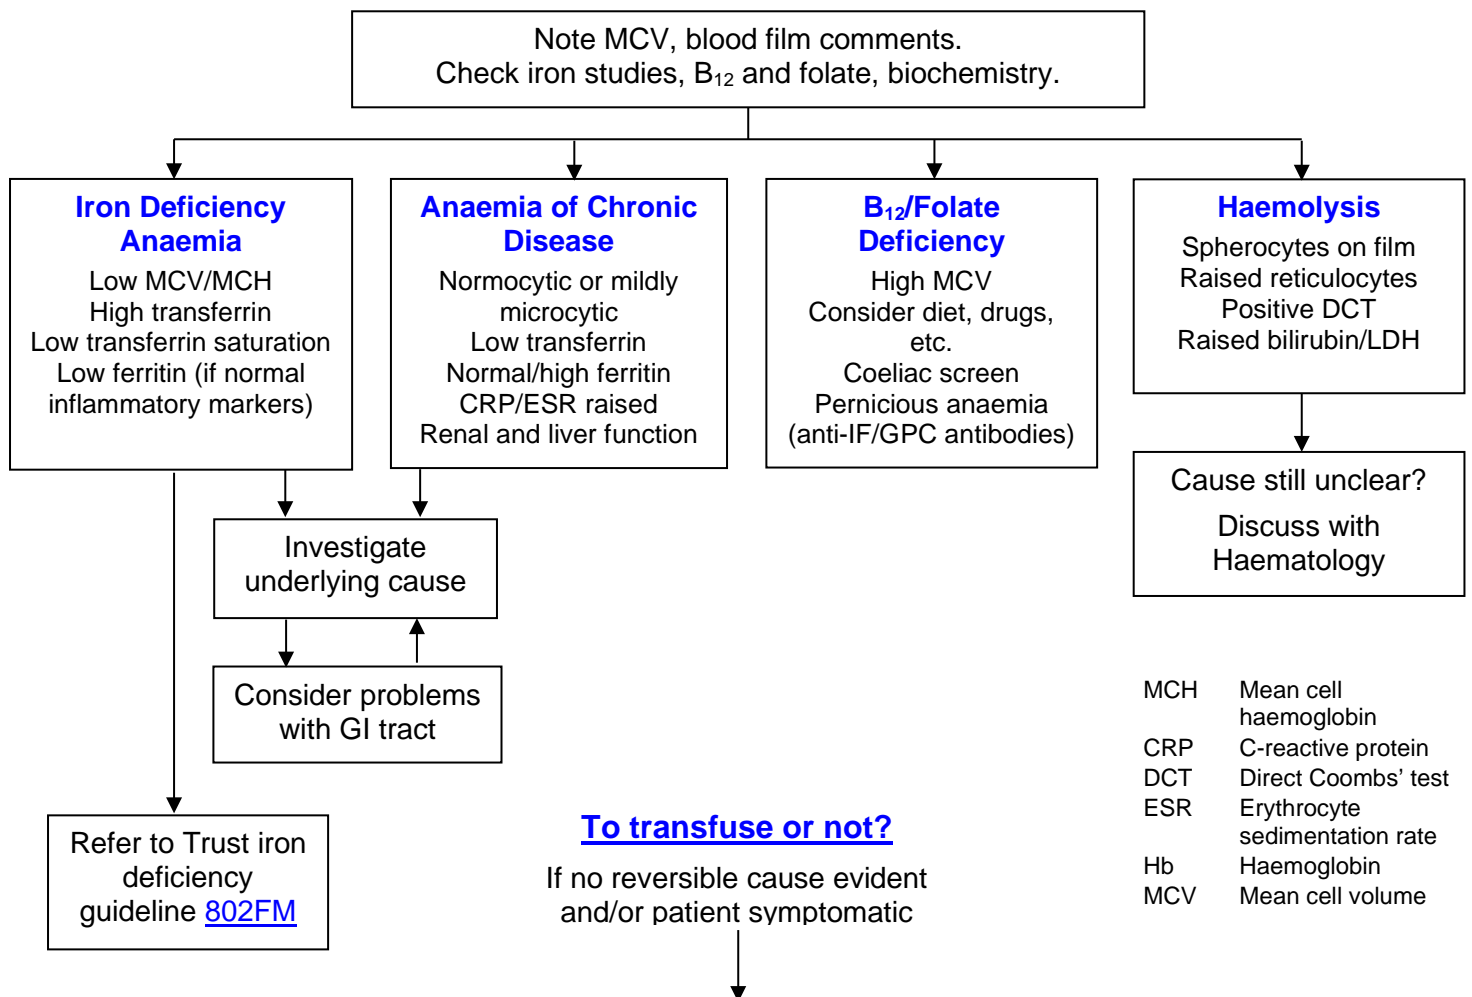 Note MCV, blood film comments.
Check iron studies, B₁₂ and folate, biochemistry.
Iron Deficiency
Anaemia
Low MCV/MCH
High transferrin
Low transferrin saturation
Low ferritin (if normal
inflammatory markers)
Anaemia of Chronic
Disease
Normocytic or mildly
microcytic
Low transferrin
Normal/high ferritin
CRP/ESR raised
Renal and liver function
B₁₂/Folate
Deficiency
High MCV
Consider diet, drugs,
etc.
Coeliac screen
Pernicious anaemia
(anti-IF/GPC antibodies)
Haemolysis
Spherocytes on film
Raised reticulocytes
Positive DCT
Raised bilirubin/LDH
Cause still unclear?
Discuss with
Haematology
Investigate
underlying cause
Consider problems
with GI tract
Refer to Trust iron
deficiency
guideline 802FM
To transfuse or not?
If no reversible cause evident
and/or patient symptomatic
MCH Mean cell
haemoglobin
CRP C-reactive protein
DCT Direct Coombs’ test
ESR Erythrocyte
sedimentation rate
Hb Haemoglobin
MCV Mean cell volume